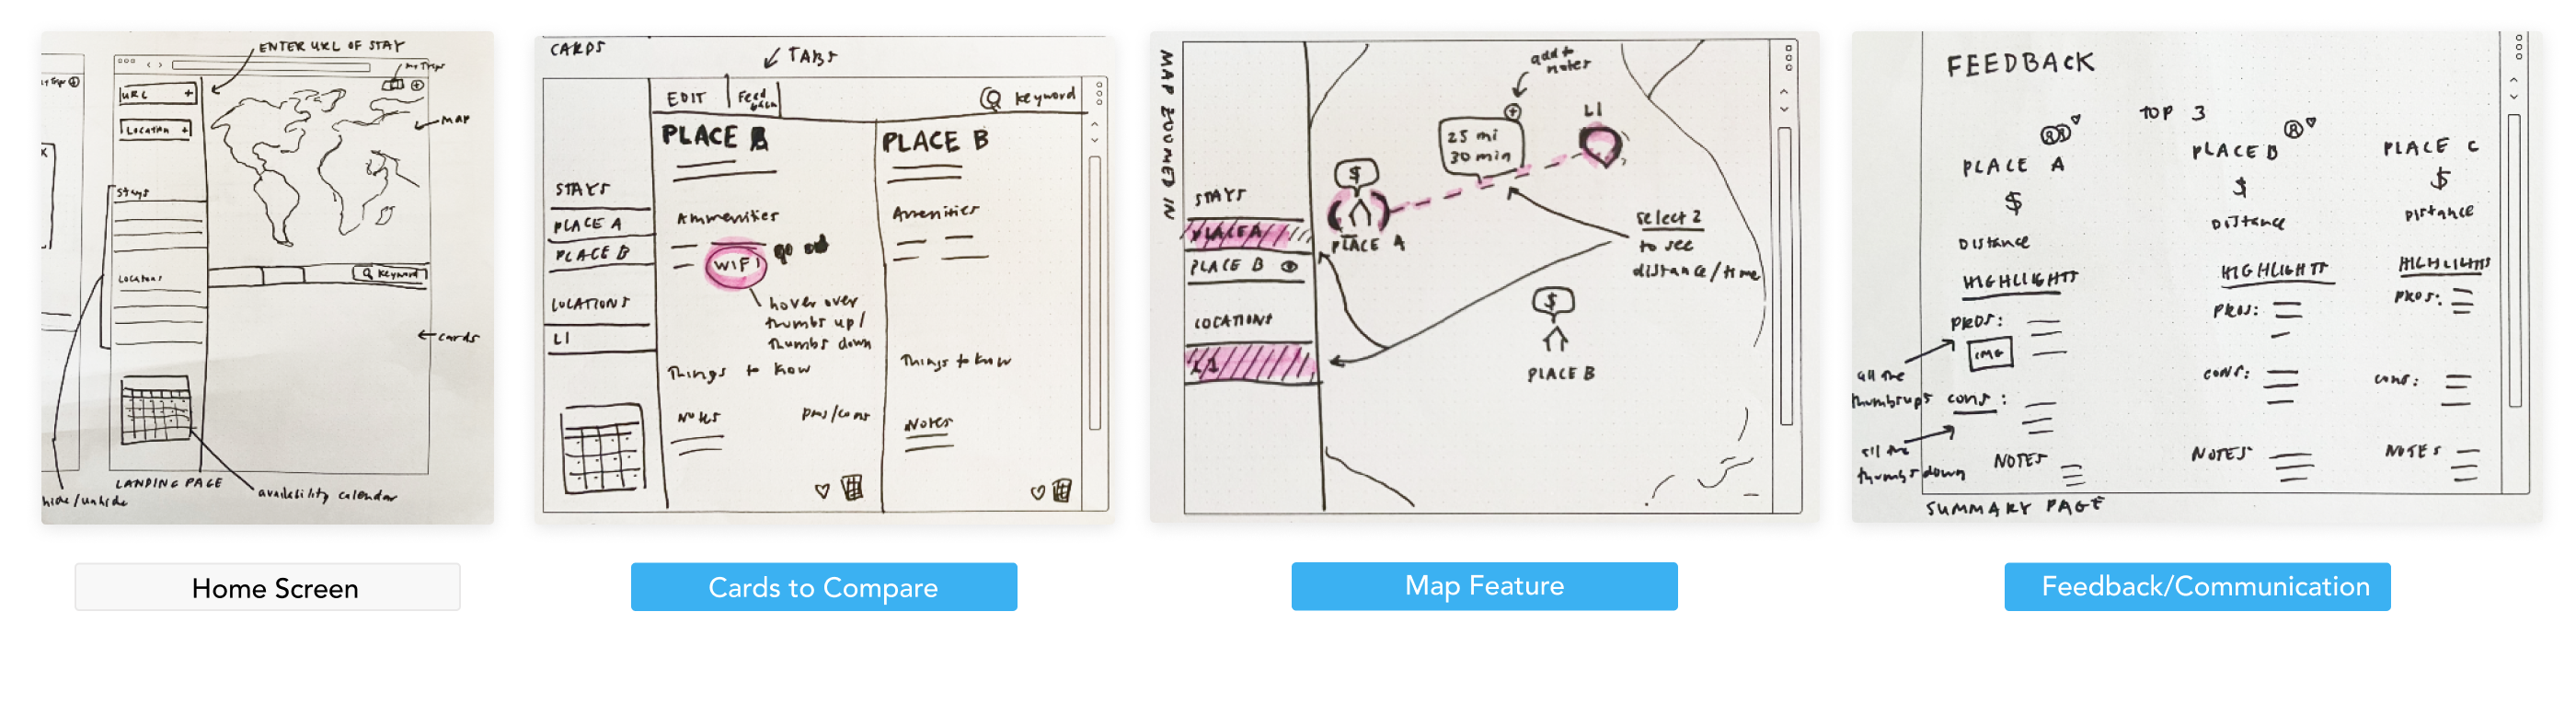 ENTER URL OF STAY
URL +
LOCATION +
MAP
Stays
Locations
Keyword
cards
LANDING PAGE
availability calendar
hide/unhide
Home Screen
CARDS
TABS
EDIT
Feed
back
keyword
PLACE B
PLACE B
STAYS
PLACE A
PLACE B
LOCATIONS
L1
Ammenities
WIFI
hover over
thumbs up/
thumbs down
Things to know
Notes
pros/cons
Amenities
Things to know
Notes
Cards to Compare
MAP ZOOMED IN
STAYS
PLACE A
PLACE B
LOCATIONS
L1
add to
notes
25 mi
30 min
L1
$
PLACE A
select 2
to see
distance/time
$
PLACE B
Map Feature
FEEDBACK
TOP 3
PLACE A
$
DISTANCE
HIGHLIGHTS
PROS:
IMG
cons:
NOTES
PLACE B
$
DISTANCE
HIGHLIGHTS
PROS:
CONS:
NOTES
PLACE C
$
DISTANCE
HIGHLIGHTS
PROS:
CONS:
NOTES
all the
thumbs up
all the
thumbs down
SUMMARY PAGE
Feedback/Communication